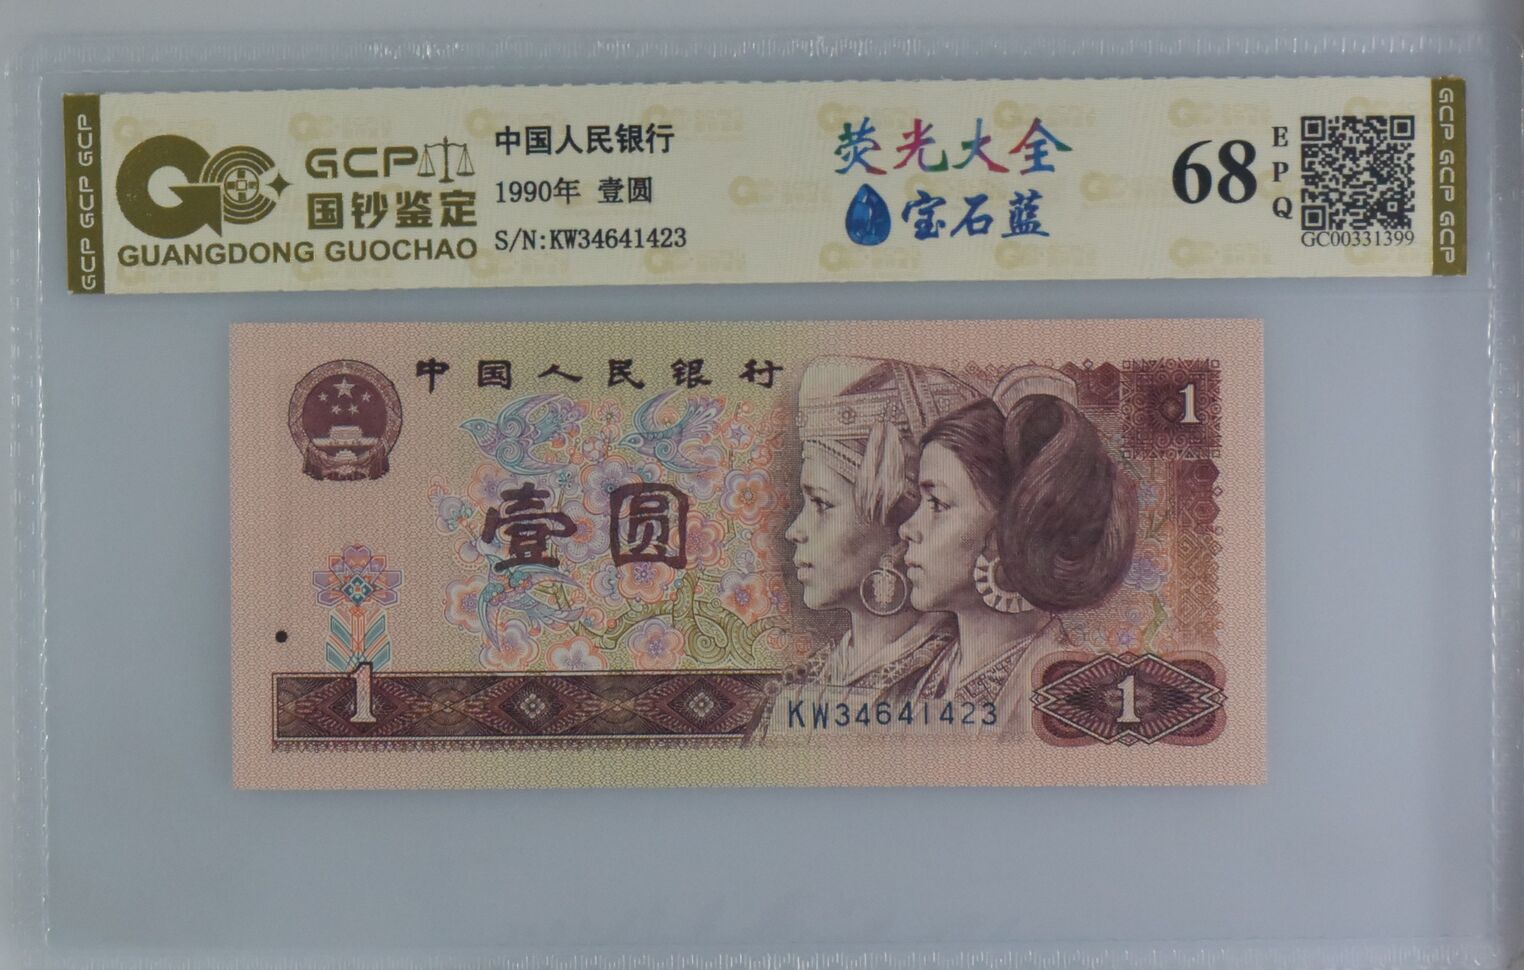 GCP GCP GCP
GCP
国钞鉴定
GUANGDONG GUOCHAO
中国人民银行
1990年 壹圆
S/N:KW34641423
荧光大全
宝石蓝
68
EPQ
GC00331399
GCP GCP GCP GCP
中国人民银行
1
壹圆
1
KW34641423
1